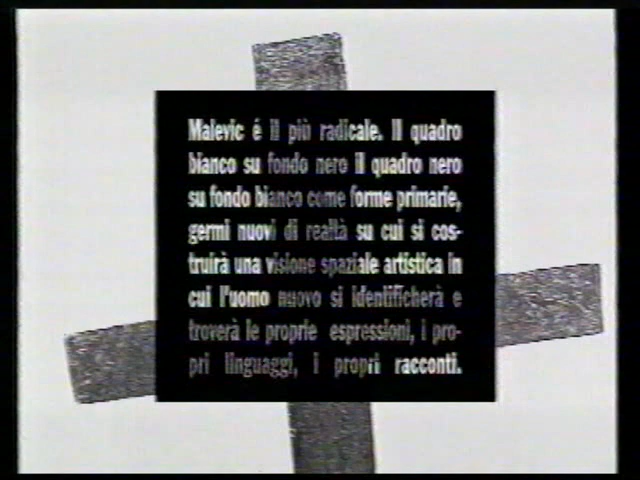 Malevic é il più radicale. Il quadro
bianco su fondo nero il quadro nero
su fondo bianco come forme primarie,
germi nuovi di realtà su cui si cos-
truirà una visione spaziale artistica in
cui l'uomo nuovo si identificherà e
troverà le proprie espressioni, i pro-
pri linguaggi, i propri racconti.